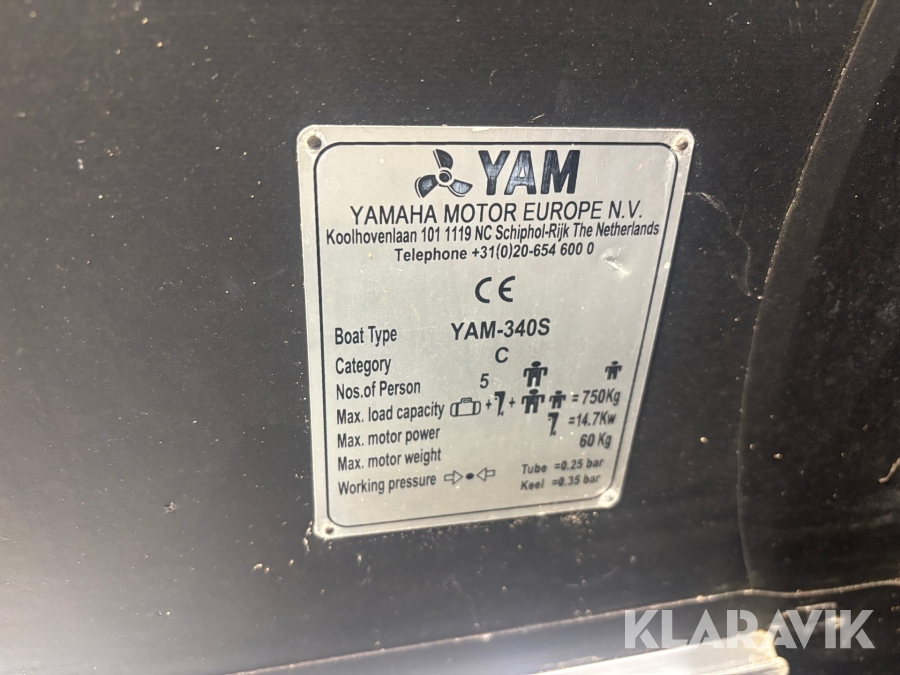 YAM
YAMAHA MOTOR EUROPE N.V.
Koolhovenlaan 101 1119 NC Schiphol-Rijk The Netherlands
Telephone +31(0)20-654 600 0
CE
Boat Type YAM-340S
Category C
Nos.of Person 5
Max. load capacity + + = 750Kg
Max. motor power =14.7Kw
Max. motor weight 60 Kg
Working pressure Tube =0.25 bar
Keel =0.35 bar
KLARAVIK